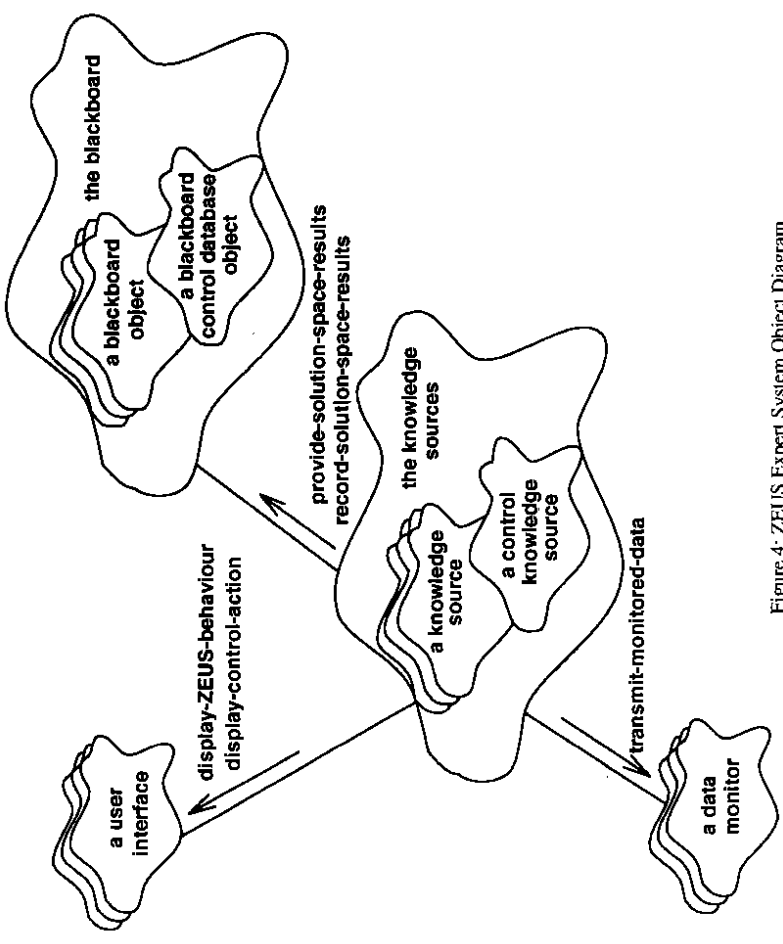 a user
interface
display-ZEUS-behaviour
display-control-action
the blackboard
a blackboard
object
a blackboard
control database
object
provide-solution-space-results
record-solution-space-results
the knowledge
sources
a knowledge
source
a control
knowledge
source
transmit-monitored-data
a data
monitor
Figure 4: ZEUS Expert System Object Diagram